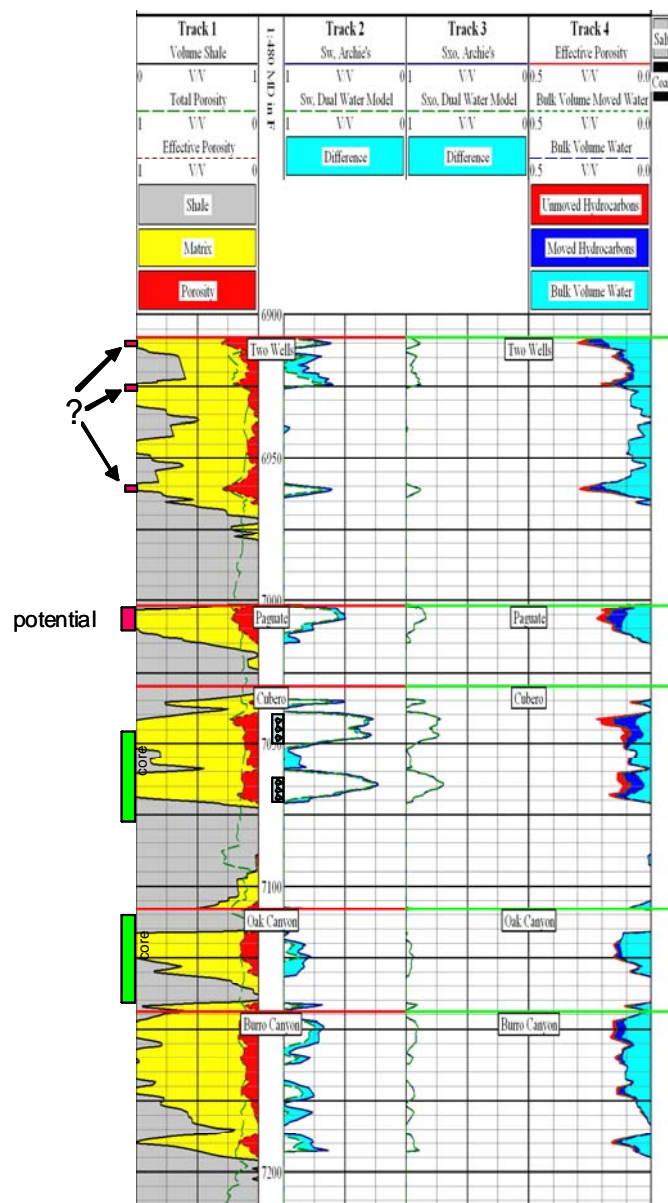 Track 1
Volume Shale
0 V/V 1
Total Porosity
1 V/V 0
Effective Porosity
1 V/V 0
Shale
Matrix
Porosity
1:480 MD in F
Track 2
Sw, Archie's
1 V/V 0
Sw, Dual Water Model
1 V/V 0
Difference
Track 3
Sxo, Archie's
1 V/V 0
Sxo, Dual Water Model
1 V/V 0
Difference
Track 4
Effective Porosity
0.5 V/V 0.0
Bulk Volume Moved Water
0.5 V/V 0.0
Bulk Volume Water
0.5 V/V 0.0
Unmoved Hydrocarbons
Moved Hydrocarbons
Bulk Volume Water
Salt
Coa
6900
Two Wells Two Wells
?
6950
7000
potential
Paguate Paguate
Cubero Cubero
core
7050
7100
Oak Canyon Oak Canyon
core
Burro Canyon Burro Canyon
7200